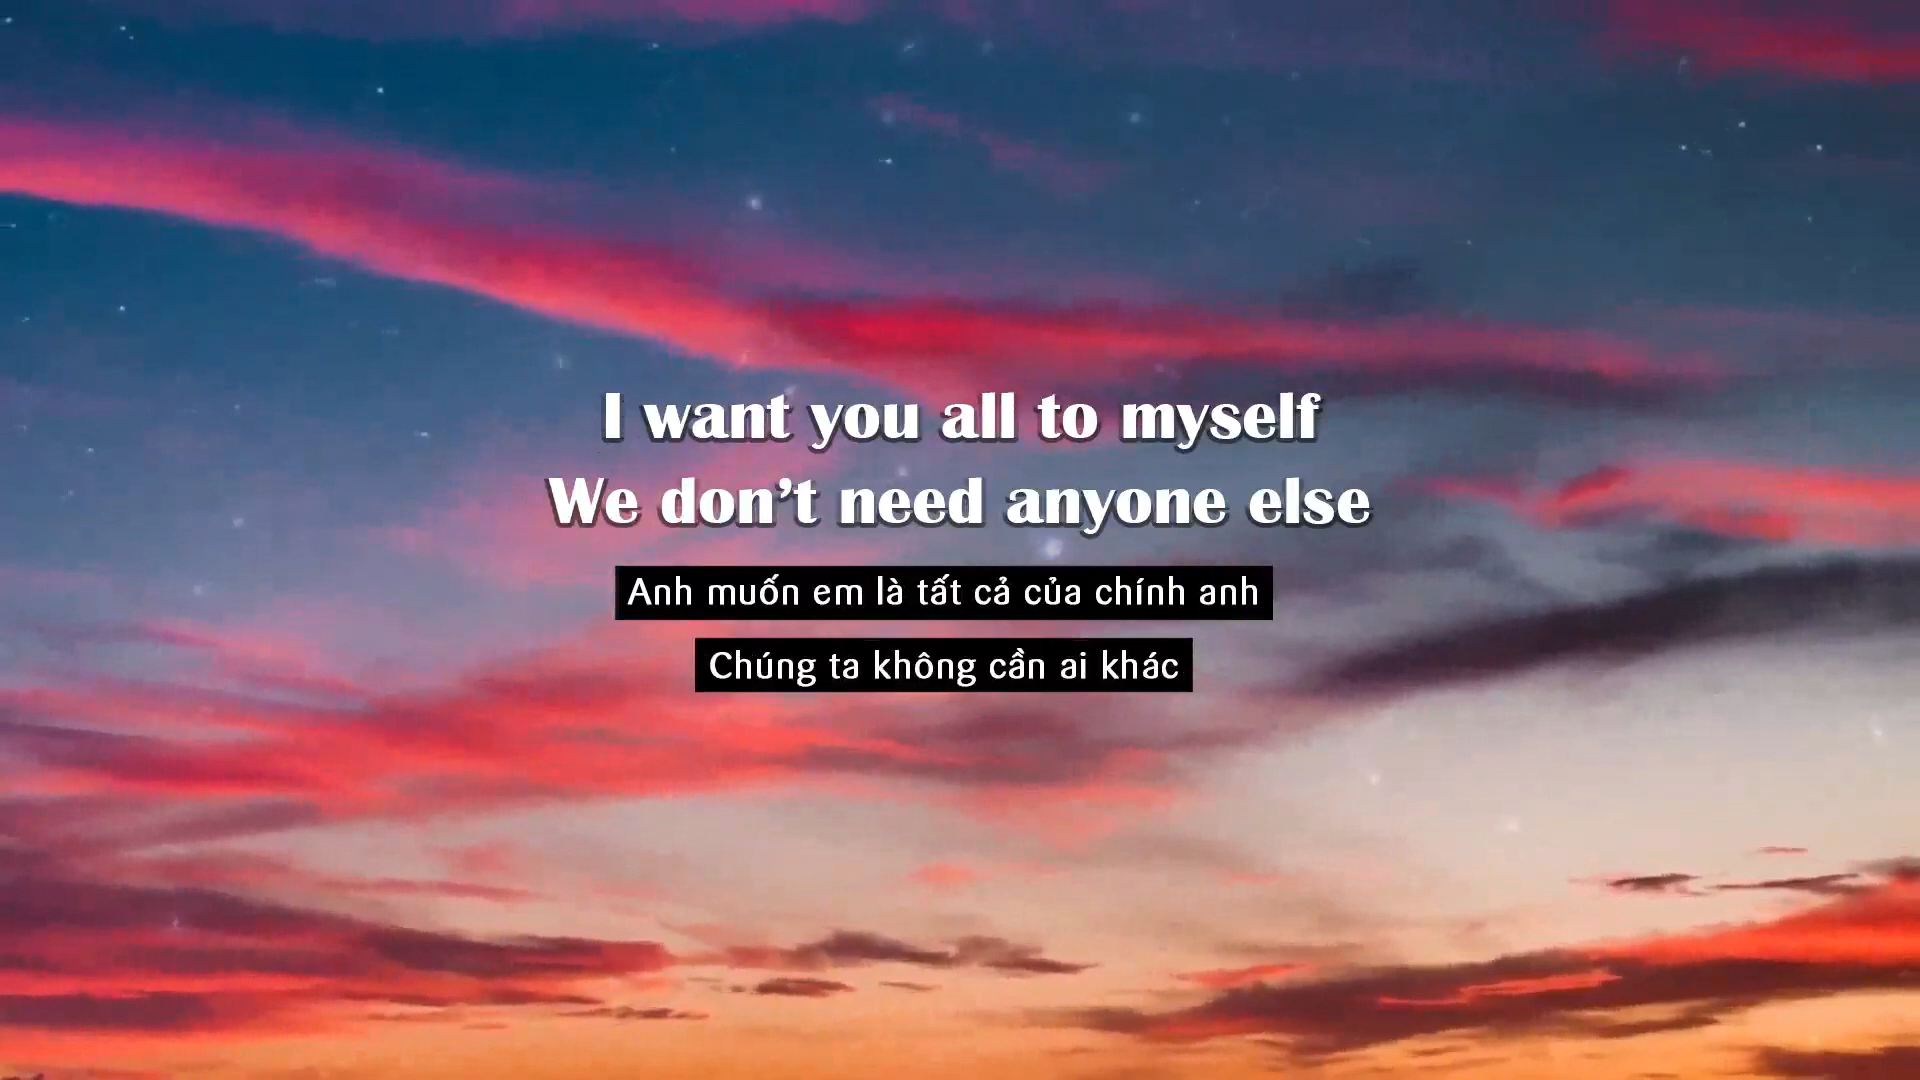 I want you all to myself
We don’t need anyone else
Anh muốn em là tất cả của chính anh
Chúng ta không cần ai khác